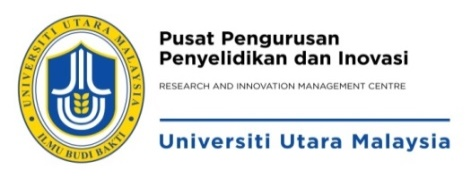 UNIVERSITI UTARA MALAYSIA
ILMU BUDI BAKTI
Pusat Pengurusan
Penyelidikan dan Inovasi
RESEARCH AND INNOVATION MANAGEMENT CENTRE
Universiti Utara Malaysia